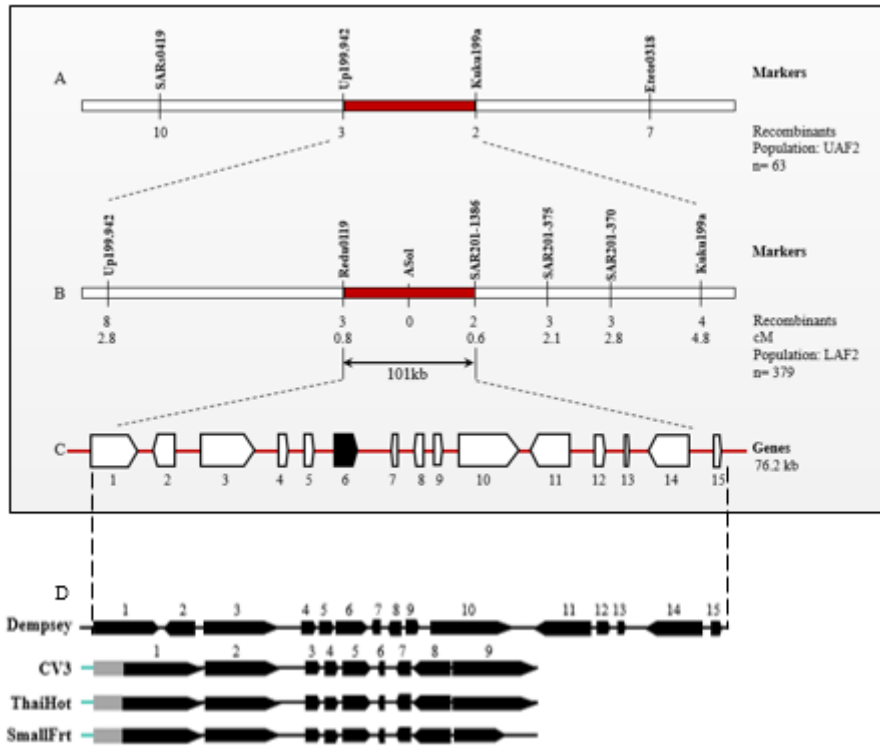 A
SARs0419
Up199.942
Kuku199a
Etete0318
Markers
10 3 2 7
Recombinants
Population: UAF2
n= 63
B
Up199.942
Redu0119
ASol
SAR201-1386
SAR201-375
SAR201-370
Kuku199a
Markers
8 3 0 2 3 3 4
Recombinants
2.8 0.8 0.6 2.1 2.8 4.8
cM
Population: LAF2
n= 379
101kb
C
Genes
76.2 kb
1 2 3 4 5 6 7 8 9 10 11 12 13 14 15
D
1 2 3 4 5 6 7 8 9 10 11 12 13 14 15
Dempsey
1 2 3 4 5 6 7 8 9
CV3
ThaiHot
SmallFrt